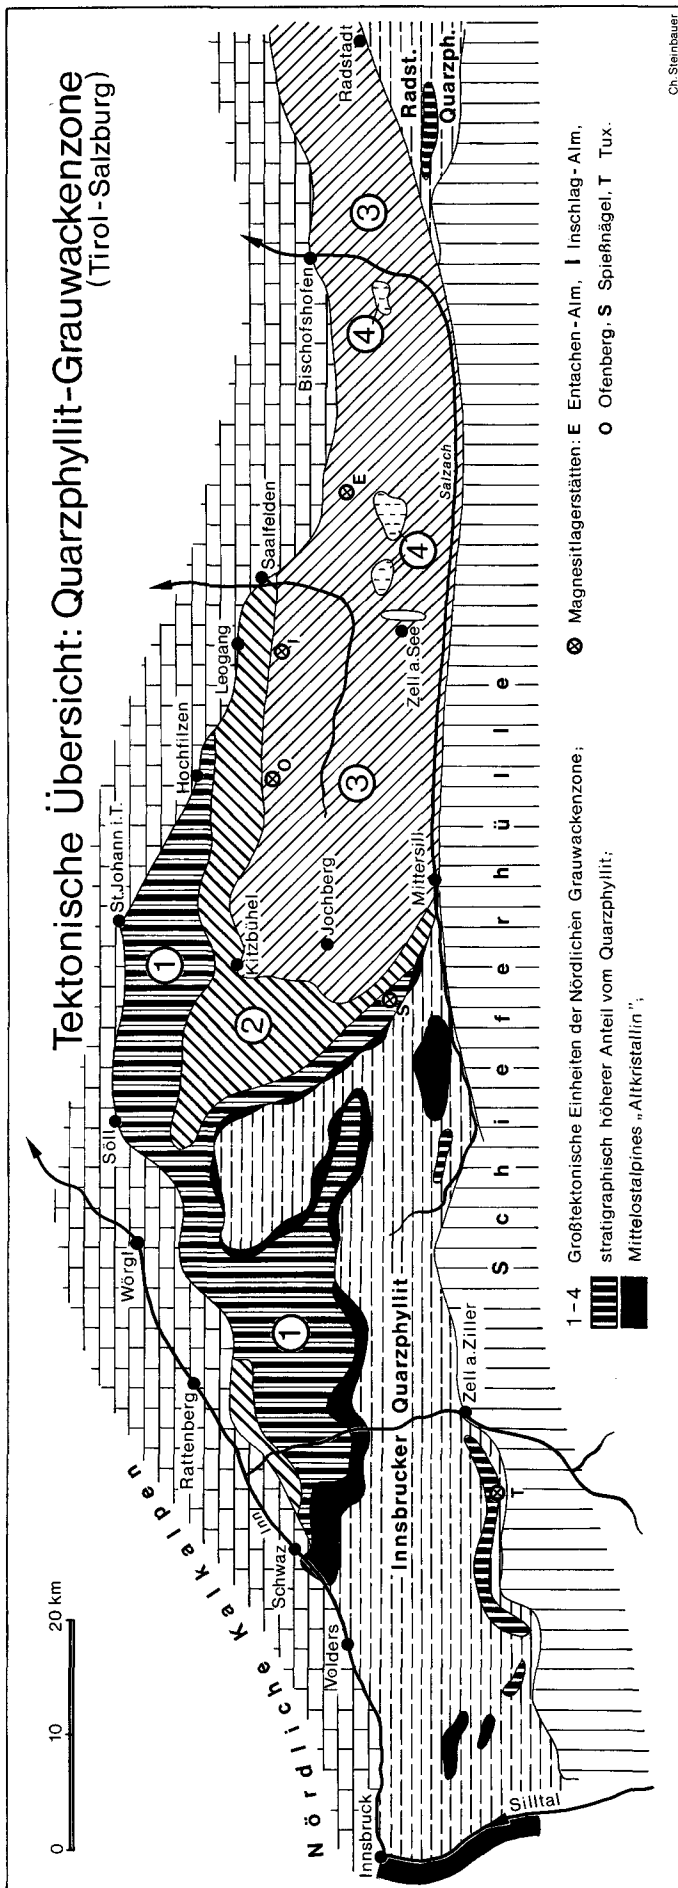 Tektonische Übersicht: Quarzphyllit-Grauwackenzone
(Tirol-Salzburg)
0 10 20 km
Nördliche Kalkalpen
Innsbruck
Volders
Schwaz
Inn
Rattenberg
Wörgl
Söll
St.Johann i.T.
Hochfilzen
Leogang
Saalfelden
Bischofshofen
Radstadt
Kitzbühel
Jochberg
Mittersill
Zell a.See
Salzach
Zell a.Ziller
Silltal
1
1
2
3
3
4
4
O
I
E
S
T
Innsbrucker Quarzphyllit
Radst.
Quarzph.
Schieferhülle
1-4 Großtektonische Einheiten der Nördlichen Grauwackenzone;
stratigraphisch höherer Anteil vom Quarzphyllit;
Mittelostalpines „Altkristallin";
Magnesitlagerstätten: E Entachen-Alm, I Inschlag-Alm,
O Ofenberg, S Spießnägel, T Tux.
Ch. Steinbauer